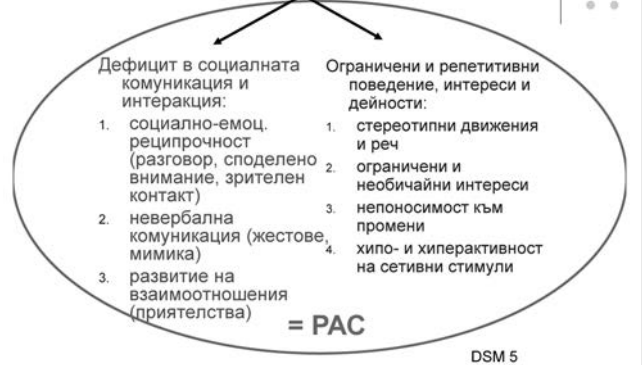 Дефицит в социалната
комуникация и
интеракция:
1. социално-емоц.
реципрочност
(разговор, споделено
внимание, зрителен
контакт)
2. невербална
комуникация (жестове,
мимика)
3. развитие на
взаимоотношения
(приятелства)
Ограничени и репетитивни
поведение, интереси и
дейности:
1. стереотипни движения
и реч
2. ограничени и
необичайни интереси
3. непоносимост към
промени
4. хипо- и хиперактивност
на сетивни стимули
= РАС
DSM 5